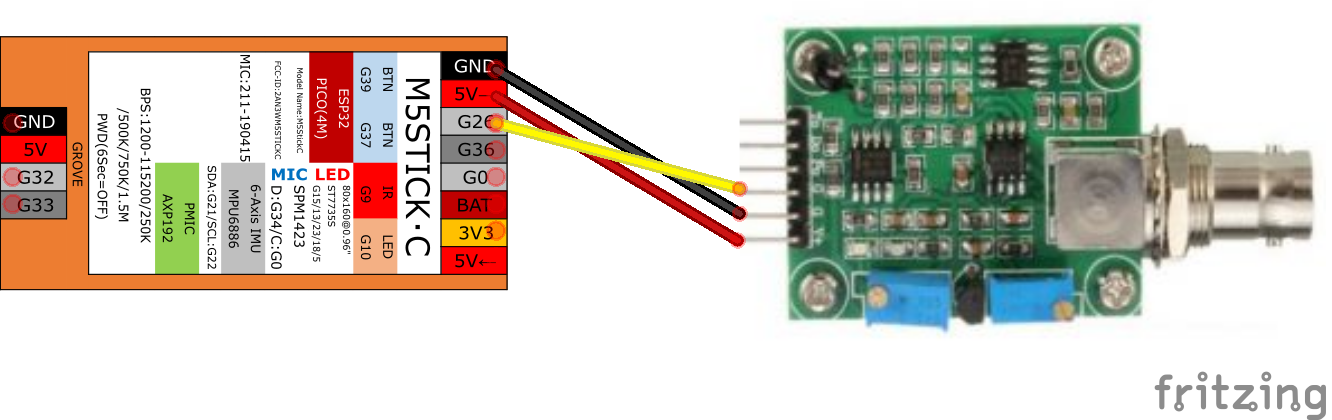 GND
5V
G32
G33
GROVE
PWD(6Sec=OFF)
/500K/750K/1.5M
BPS:1200-115200/250K
PMIC
AXP192
SDA:G21/SCL:G22
6-Axis IMU
MPU6886
MIC:211-190415
FCC-ID:2AN3WM5STICKC
Model Name:M5StickC
ESP32
PICO(4M)
MIC
D:G34/C:G0
SPM1423
LED
80x160@0.96"
ST7735S
G15/13/23/18/5
BTN
G39
BTN
G37
IR
G9
LED
G10
M5STICK·C
GND
5V
G26
G36
G0
BAT
3V3
5V←
fritzing